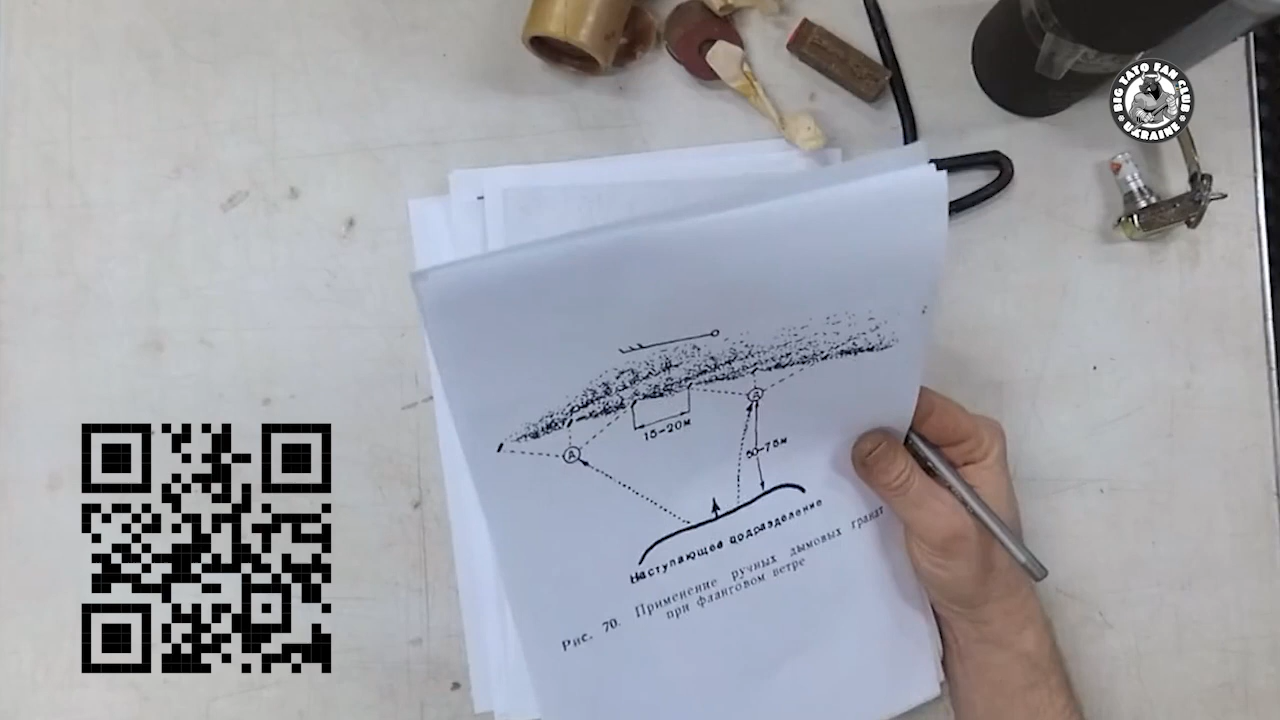 BIG TATO FAN CLUB
UKRAINE
15-20м
А
А
50-75м
Наступающее подразделение
Рис. 70. Применение ручных дымовых гранат
при фланговом ветре